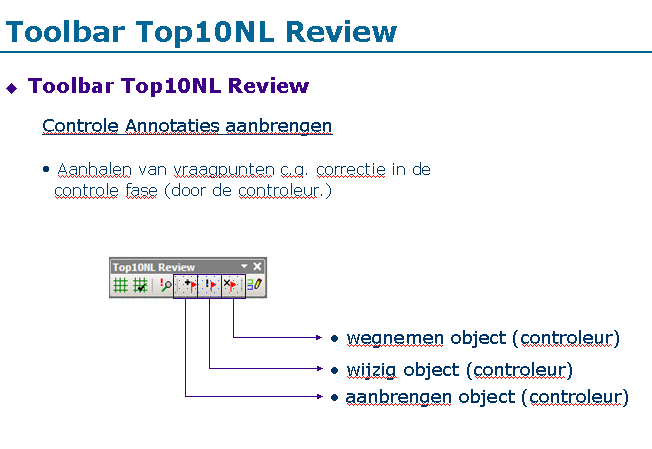 Toolbar Top10NL Review
Toolbar Top10NL Review
Controle Annotaties aanbrengen
Aanhalen van vraagpunten c.q. correctie in de
controle fase (door de controleur.)
Top10NL Review
wegnemen object (controleur)
wijzig object (controleur)
aanbrengen object (controleur)